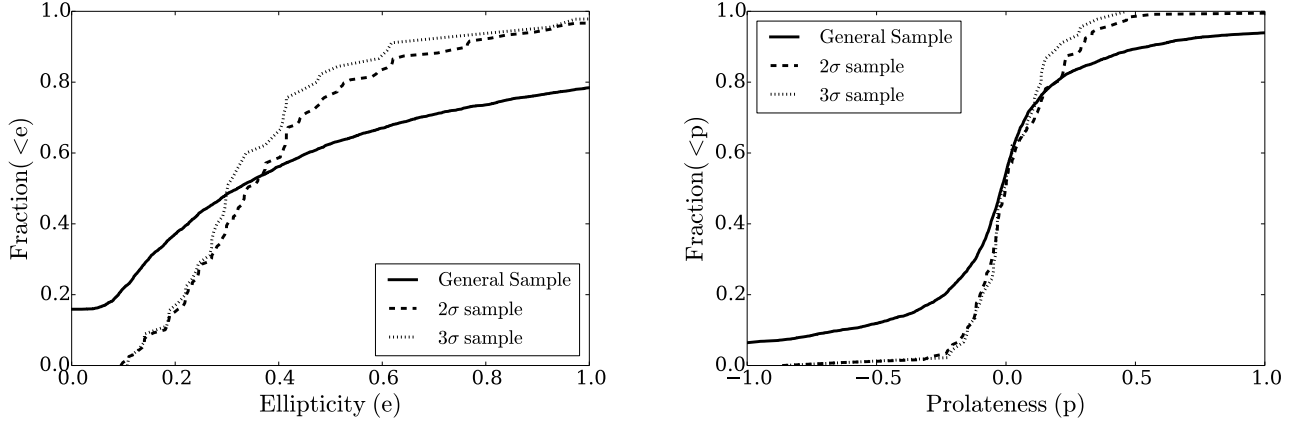 1.0
0.8
0.6
0.4
0.2
0.0
Fraction( <e)
0.0 0.2 0.4 0.6 0.8 1.0
Ellipticity (e)
General Sample
2σ sample
3σ sample
1.0
0.8
0.6
0.4
0.2
0.0
Fraction( <p)
−1.0 −0.5 0.0 0.5 1.0
Prolateness (p)
General Sample
2σ sample
3σ sample